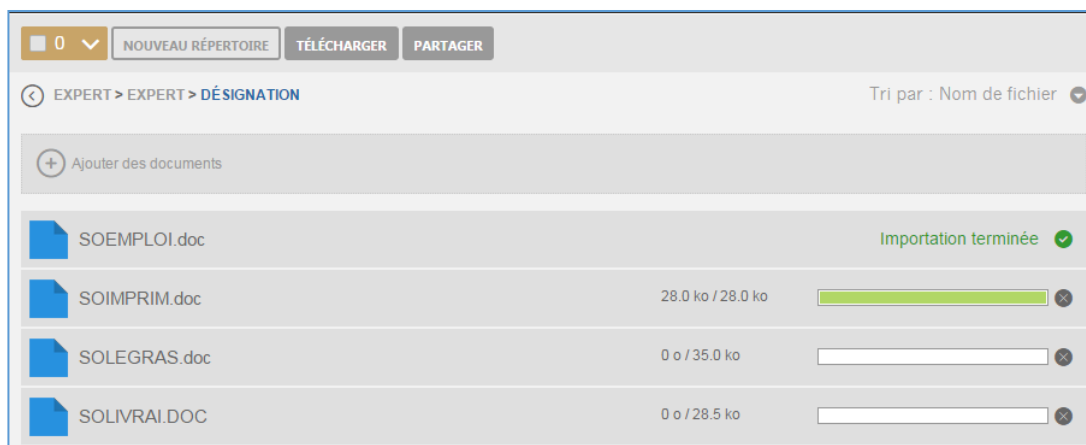 0 NOUVEAU RÉPERTOIRE TÉLÉCHARGER PARTAGER
EXPERT > EXPERT > DÉSIGNATION Tri par : Nom de fichier
Ajouter des documents
SOEMPLOI.doc Importation terminée
SOIMPRIM.doc 28.0 ko / 28.0 ko
SOLEGRAS.doc 0 o / 35.0 ko
SOLIVRAI.DOC 0 o / 28.5 ko